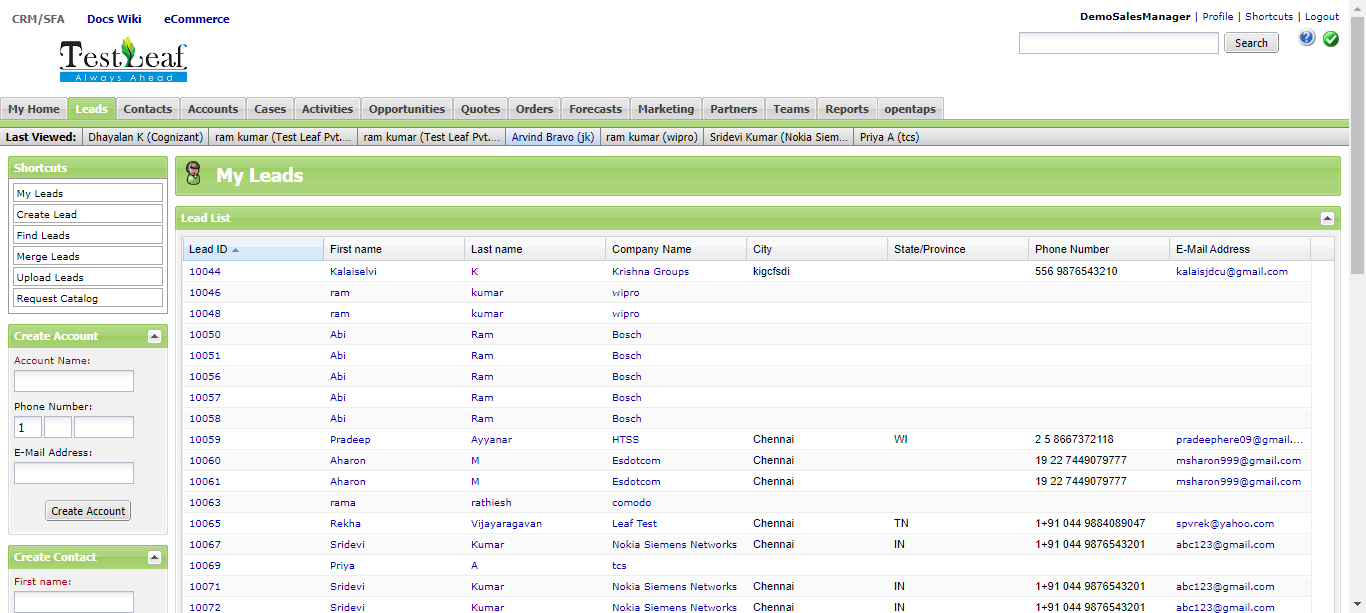 CRM/SFA Docs Wiki eCommerce
DemoSalesManager | Profile | Shortcuts | Logout
TestLeaf
Always Ahead
Search
My Home Leads Contacts Accounts Cases Activities Opportunities Quotes Orders Forecasts Marketing Partners Teams Reports opentaps
Last Viewed: Dhayalan K (Cognizant) ram kumar (Test Leaf Pvt.... ram kumar (Test Leaf Pvt.... Arvind Bravo (jk) ram kumar (wipro) Sridevi Kumar (Nokia Siem... Priya A (tcs)
Shortcuts
My Leads
Create Lead
Find Leads
Merge Leads
Upload Leads
Request Catalog
Create Account
Account Name:
Phone Number:
1
E-Mail Address:
Create Account
Create Contact
First name:
My Leads
Lead List
Lead ID First name Last name Company Name City State/Province Phone Number E-Mail Address
10044 Kalaiselvi K Krishna Groups kigcfsdi 556 9876543210 kalaisjdcu@gmail.com
10046 ram kumar wipro
10048 ram kumar wipro
10050 Abi Ram Bosch
10051 Abi Ram Bosch
10056 Abi Ram Bosch
10057 Abi Ram Bosch
10058 Abi Ram Bosch
10059 Pradeep Ayyanar HTSS Chennai WI 2 5 8667372118 pradeephere09@gmail....
10060 Aharon M Esdotcom Chennai 19 22 7449079777 msharon999@gmail.com
10061 Aharon M Esdotcom Chennai 19 22 7449079777 msharon999@gmail.com
10063 rama rathiesh comodo
10065 Rekha Vijayaragavan Leaf Test Chennai TN 1+91 044 9884089047 spvrek@yahoo.com
10067 Sridevi Kumar Nokia Siemens Networks Chennai IN 1+91 044 9876543201 abc123@gmail.com
10069 Priya A tcs
10071 Sridevi Kumar Nokia Siemens Networks Chennai IN 1+91 044 9876543201 abc123@gmail.com
10072 Sridevi Kumar Nokia Siemens Networks Chennai IN 1+91 044 9876543201 abc123@gmail.com